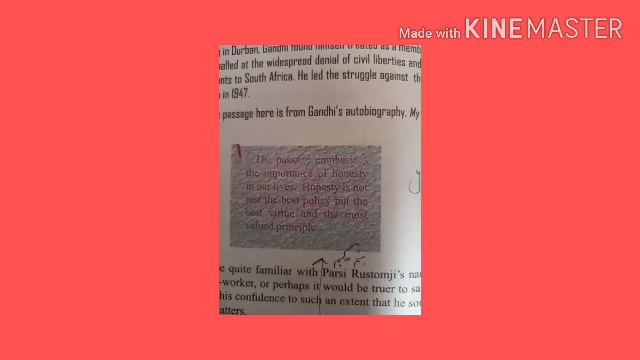 Made with KINEMASTER
in Durban, Gandhi found himself treated as a memb
alled at the widespread denial of civil liberties and
nts to South Africa. He led the struggle against th
in 1947.
passage here is from Gandhi's autobiography, My
The passage emphasizes
the importance of honesty
in our lives. Honesty is not
just the best policy but the
best virtue and the most
valued principle.
e quite familiar with Parsi Rustomji's na
-worker, or perhaps it would be truer to sa
his confidence to such an extent that he sou
atters.